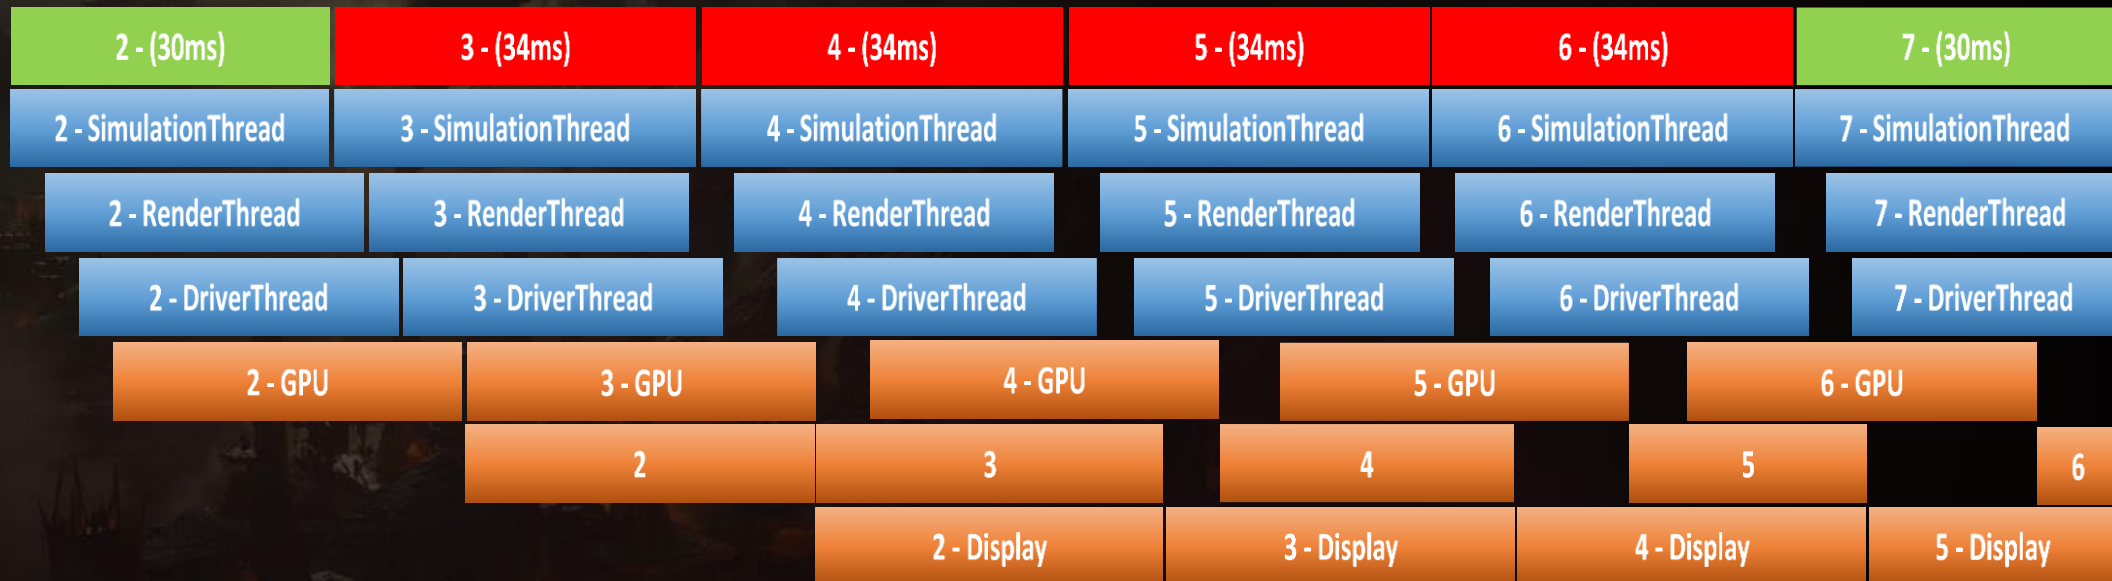 2 - (30ms) 3 - (34ms) 4 - (34ms) 5 - (34ms) 6 - (34ms) 7 - (30ms)
2 - SimulationThread 3 - SimulationThread 4 - SimulationThread 5 - SimulationThread 6 - SimulationThread 7 - SimulationThread
2 - RenderThread 3 - RenderThread 4 - RenderThread 5 - RenderThread 6 - RenderThread 7 - RenderThread
2 - DriverThread 3 - DriverThread 4 - DriverThread 5 - DriverThread 6 - DriverThread 7 - DriverThread
2 - GPU 3 - GPU 4 - GPU 5 - GPU 6 - GPU
2 3 4 5 6
2 - Display 3 - Display 4 - Display 5 - Display